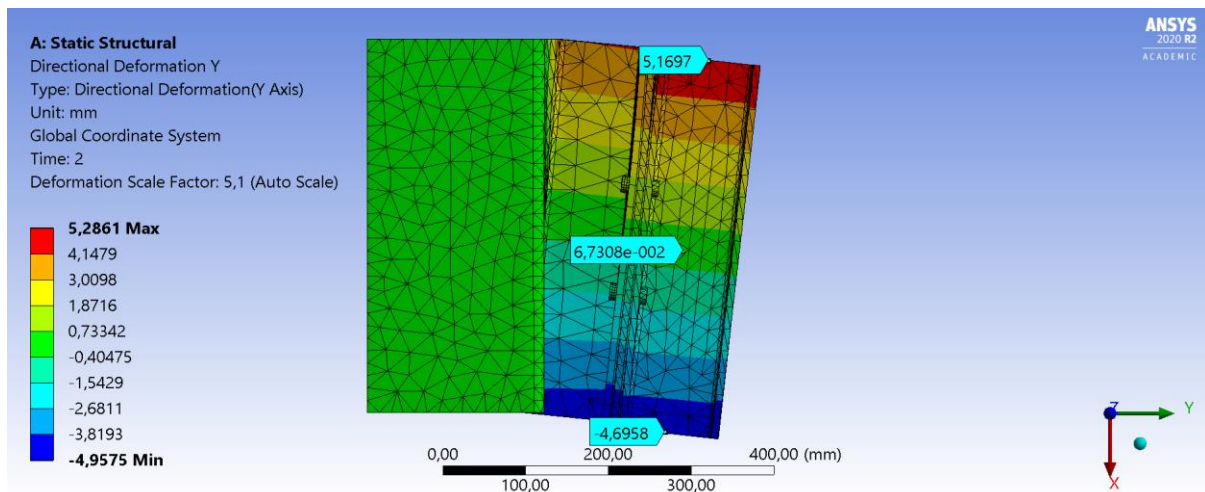 A: Static Structural
Directional Deformation Y
Type: Directional Deformation(Y Axis)
Unit: mm
Global Coordinate System
Time: 2
Deformation Scale Factor: 5,1 (Auto Scale)
5,2861 Max
4,1479
3,0098
1,8716
0,73342
-0,40475
-1,5429
-2,6811
-3,8193
-4,9575 Min
5,1697
6,7308e-002
-4,6958
0,00 200,00 400,00 (mm)
100,00 300,00
ANSYS
2020 R2
ACADEMIC
Z Y
X